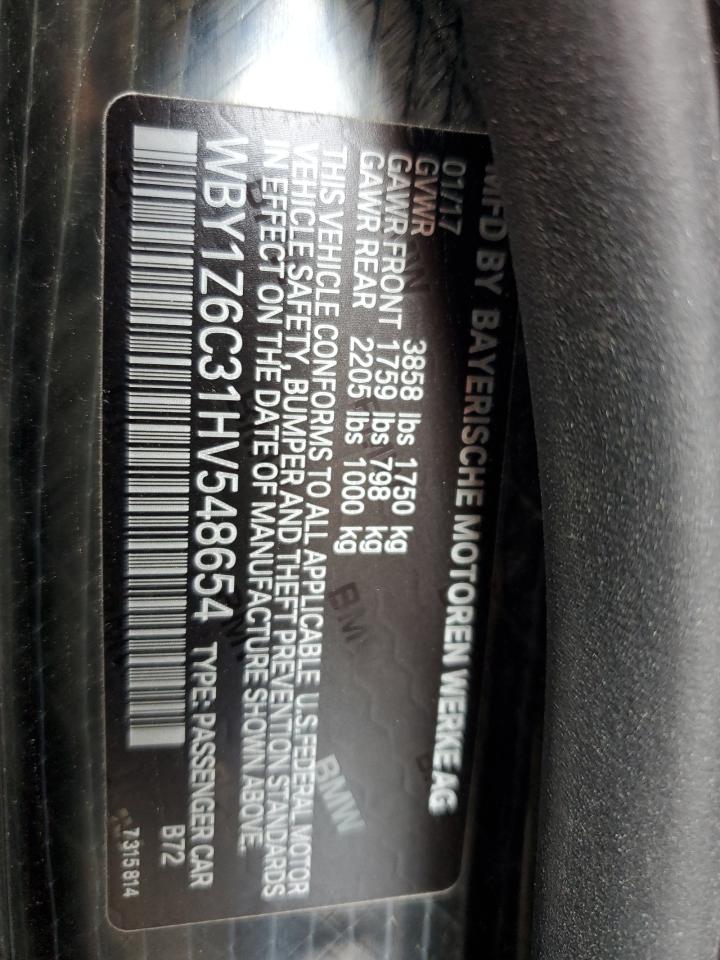 MFD BY BAYERISCHE MOTOREN WERKE AG
01/17
GVWR 3858 lbs 1750 kg
GAWR FRONT 1759 lbs 798 kg
GAWR REAR 2205 lbs 1000 kg
THIS VEHICLE CONFORMS TO ALL APPLICABLE U.S. FEDERAL MOTOR
VEHICLE SAFETY, BUMPER AND THEFT PREVENTION STANDARDS
IN EFFECT ON THE DATE OF MANUFACTURE SHOWN ABOVE.
WBY1Z6C31HV548654 TYPE: PASSENGER CAR
B72
7315814
BMW
BMW